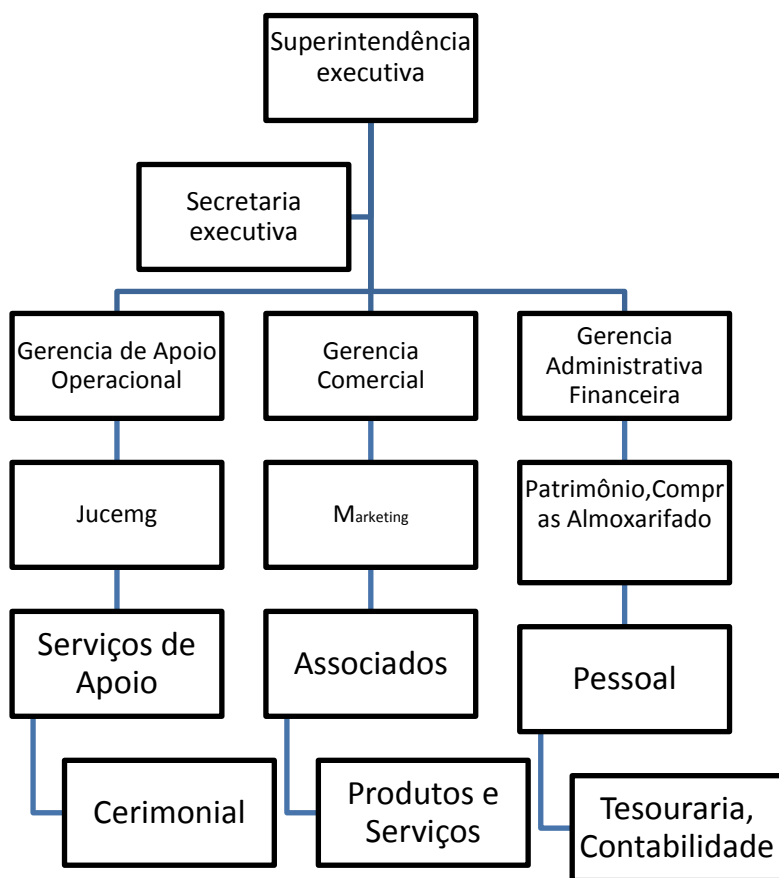 Superintendência
executiva
Secretaria
executiva
Gerencia de Apoio
Operacional
Gerencia
Comercial
Gerencia
Administrativa
Financeira
Jucemg
Marketing
Patrimônio,Compr
as Almoxarifado
Serviços de
Apoio
Associados
Pessoal
Cerimonial
Produtos e
Serviços
Tesouraria,
Contabilidade